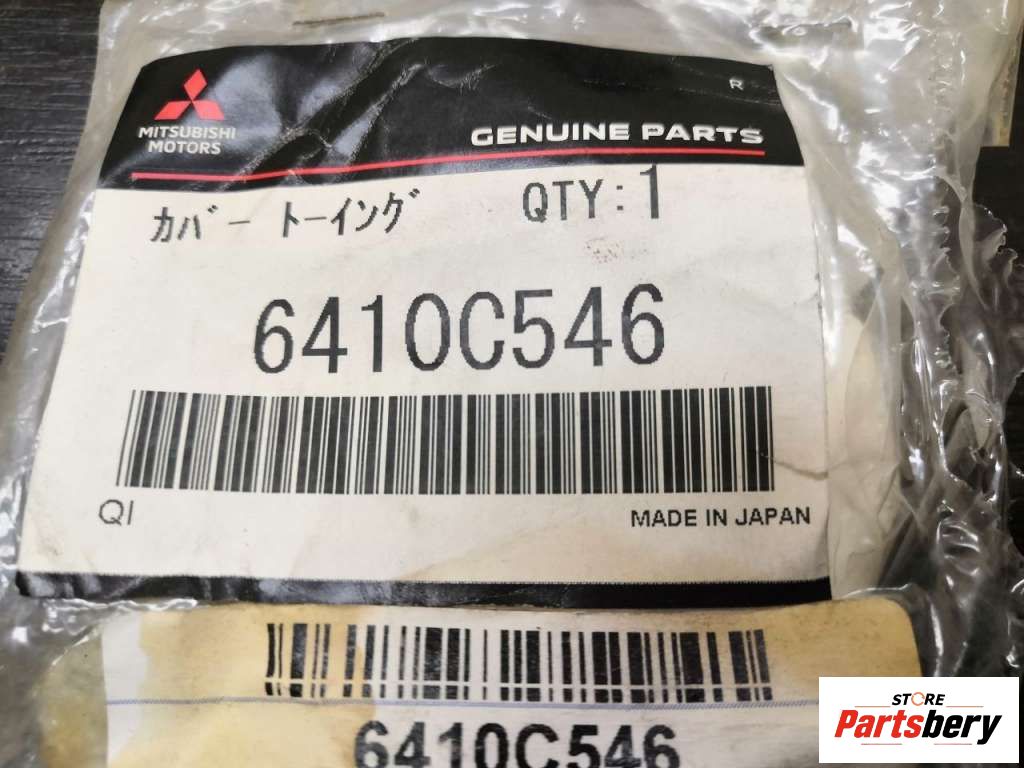 R
MITSUBISHI
MOTORS
GENUINE PARTS
カバー トーイング QTY:1
6410C546
QI MADE IN JAPAN
6410C546
STORE
Partsbery